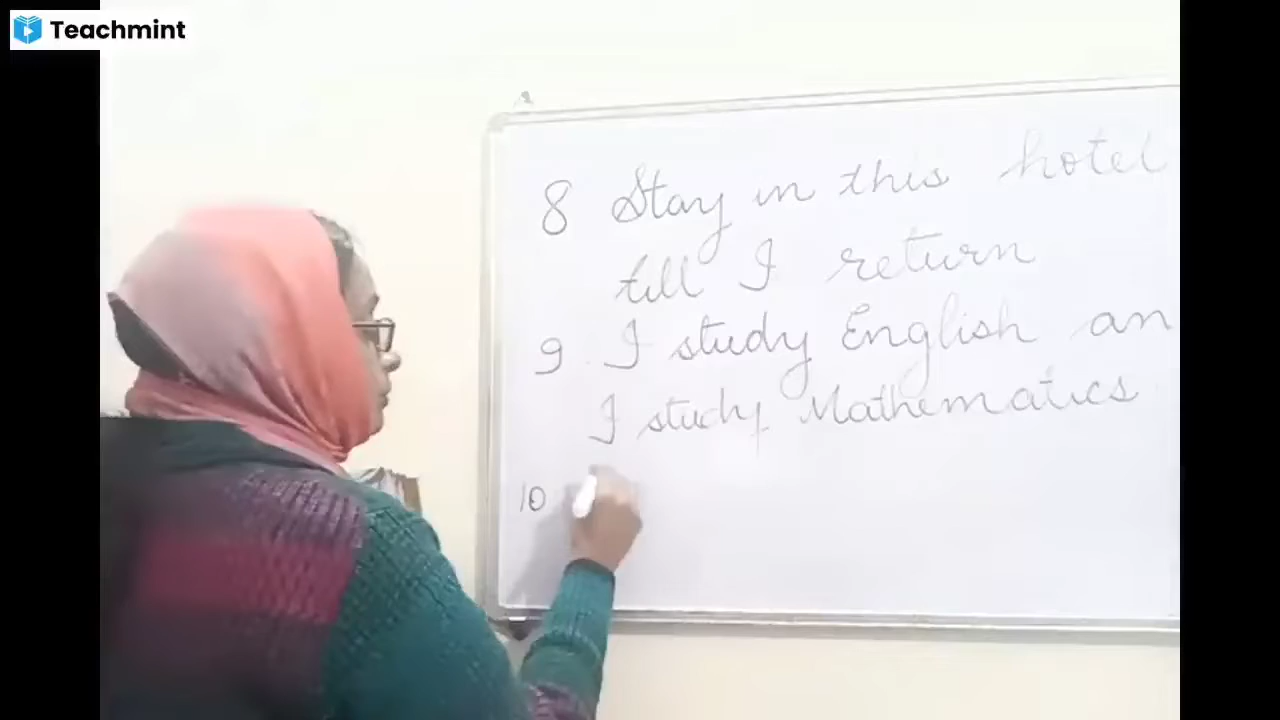 Teachmint
8 Stay in this hotel
till I return
9 I study English an
I study Mathematics
10